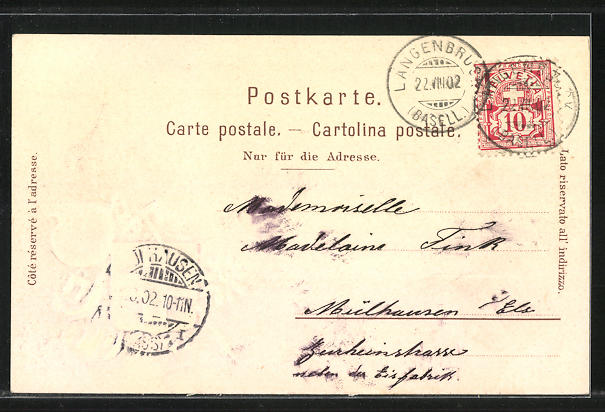 LANGENBRUCK
22.VIII.02
(BASELL.)
HELVETIA
10
Postkarte.
Carte postale. — Cartolina postale.
Nur für die Adresse.
Côté réservé à l'adresse.
Lato riservato all' indirizzo.
Mademoiselle
Madelaine Fink
Mülhausen Els
Zurheinstrasse
neben der Eisfabrik.
HAUSEN
.02. 10-11N.